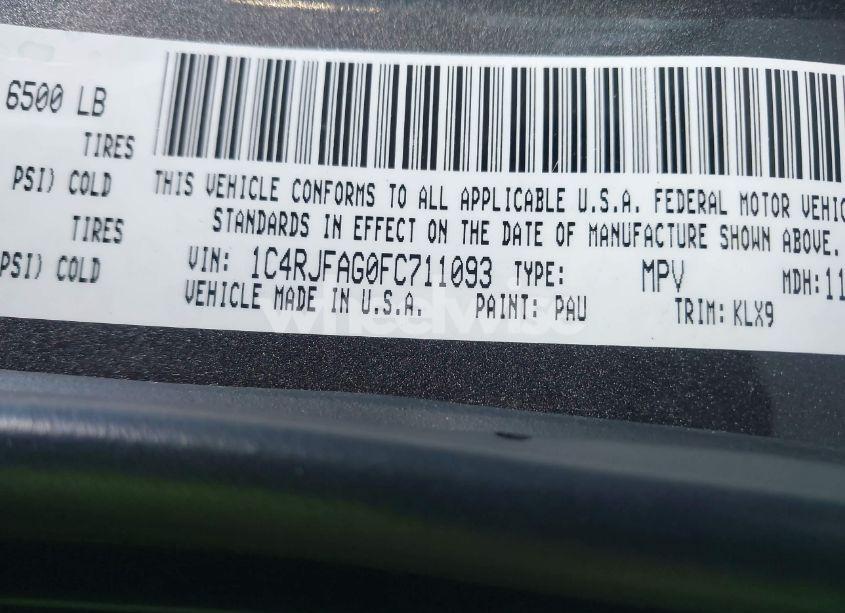 6500 LB
TIRES
PSI) COLD
TIRES
PSI) COLD
THIS VEHICLE CONFORMS TO ALL APPLICABLE U.S.A. FEDERAL MOTOR VEHIC
STANDARDS IN EFFECT ON THE DATE OF MANUFACTURE SHOWN ABOVE.
VIN: 1C4RJFAG0FC711093 TYPE: MPV MDH: 11
VEHICLE MADE IN U.S.A. PAINT: PAU TRIM: KLX9
wheelwise